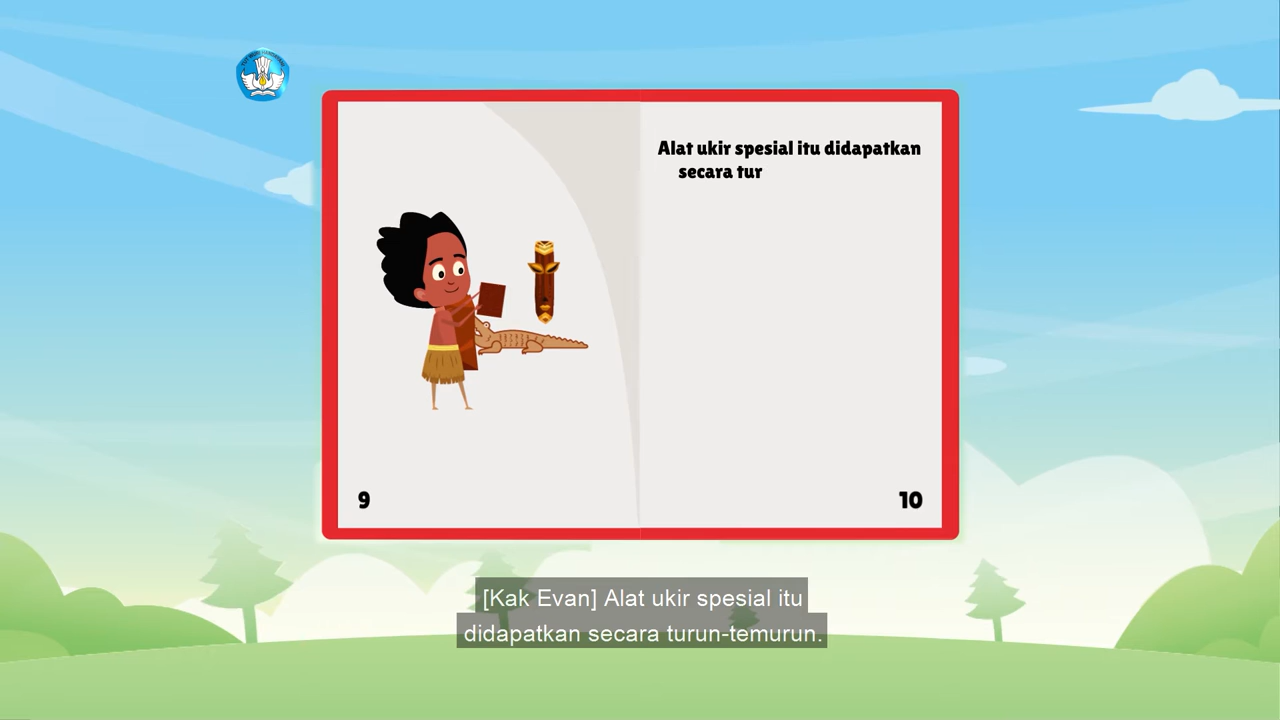 Alat ukir spesial itu didapatkan
secara tur
9
10
[Kak Evan] Alat ukir spesial itu
didapatkan secara turun-temurun.